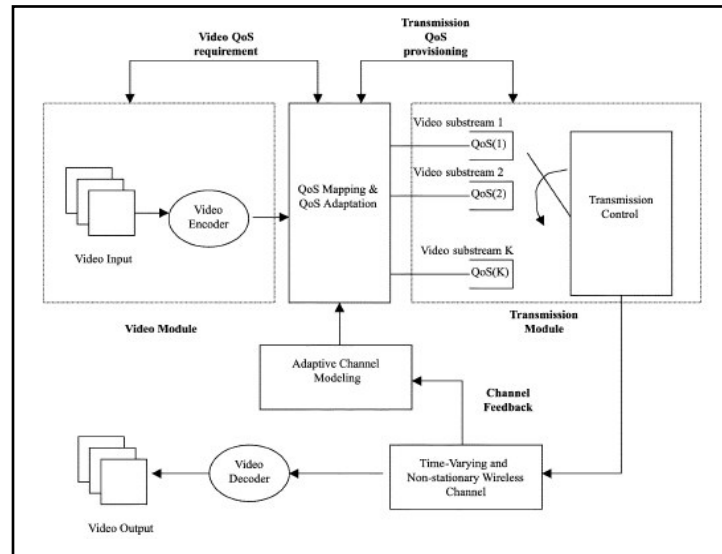 Video QoS
requirement
Transmission
QoS
provisioning
Video Input
Video
Encoder
Video Module
QoS Mapping &
QoS Adaptation
Video substream 1
QoS(1)
Video substream 2
QoS(2)
Video substream K
QoS(K)
Transmission
Control
Transmission
Module
Adaptive Channel
Modeling
Channel
Feedback
Time-Varying and
Non-stationary Wireless
Channel
Video
Decoder
Video Output